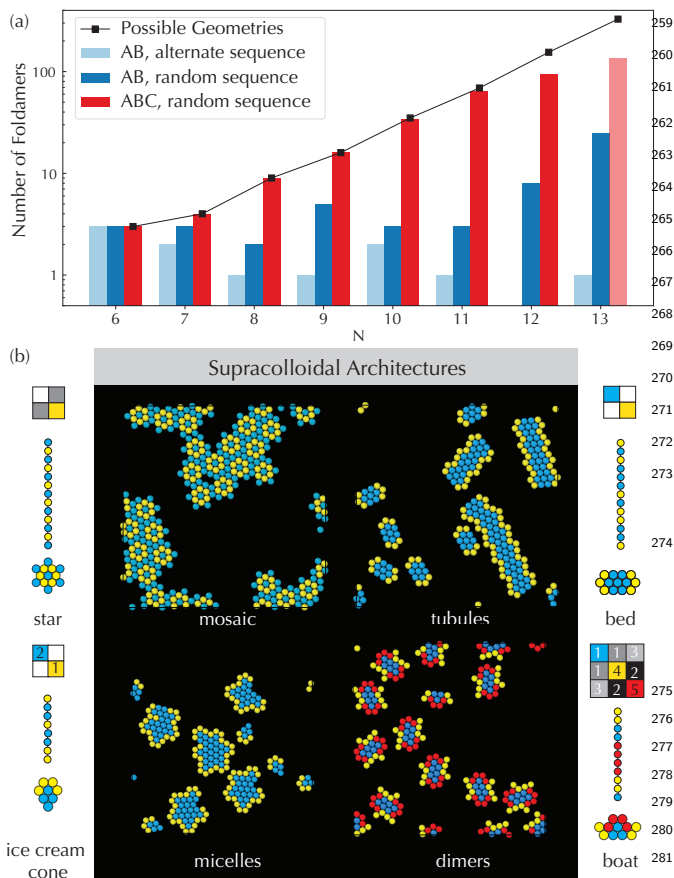 (a)
Possible Geometries
AB, alternate sequence
AB, random sequence
ABC, random sequence
Number of Foldamers
100
10
1
6 7 8 9 10 11 12 13
N
259
260
261
262
263
264
265
266
267
268
269
270
271
272
273
274
275
276
277
278
279
280
281
(b)
Supracolloidal Architectures
star
mosaic
tubules
bed
2
1
1 1 3
1 4 2
3 2 5
ice cream
cone
micelles
dimers
boat